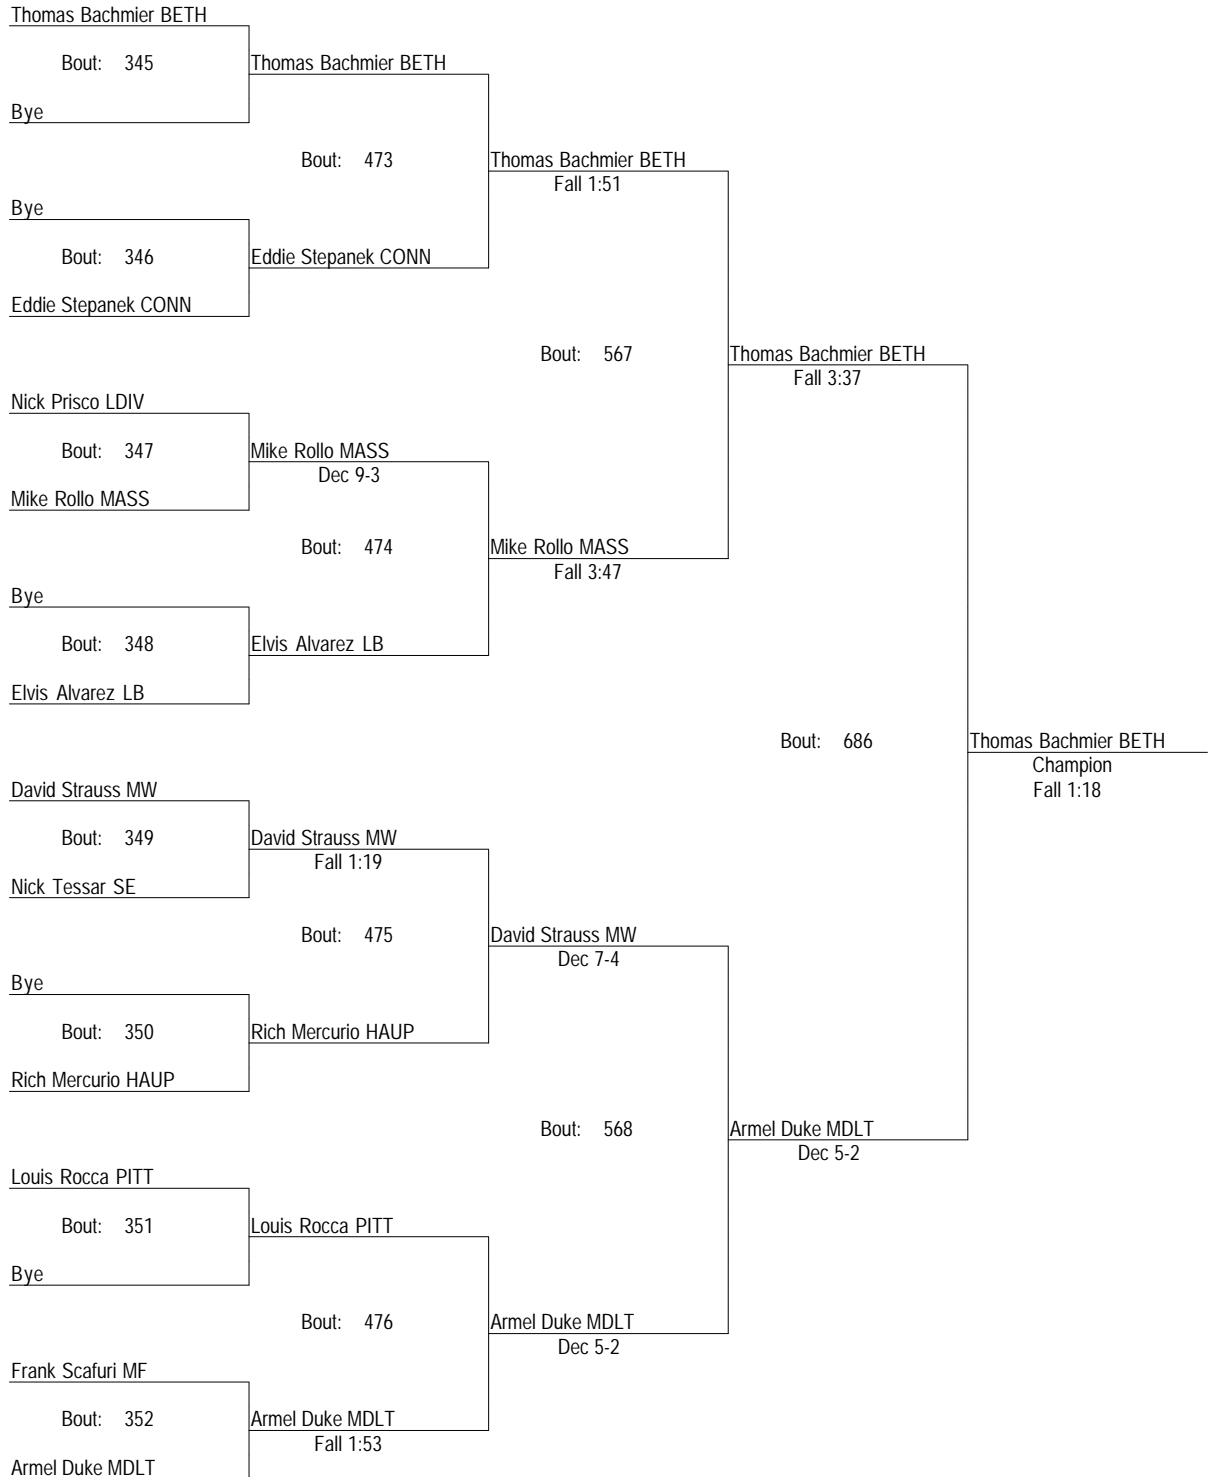 Thomas Bachmier BETH
Bout: 345
Thomas Bachmier BETH
Bye
Bout: 473
Thomas Bachmier BETH
Fall 1:51
Bye
Bout: 346
Eddie Stepanek CONN
Eddie Stepanek CONN
Bout: 567
Thomas Bachmier BETH
Fall 3:37
Nick Prisco LDIV
Bout: 347
Mike Rollo MASS
Dec 9-3
Mike Rollo MASS
Bout: 474
Mike Rollo MASS
Fall 3:47
Bye
Bout: 348
Elvis Alvarez LB
Elvis Alvarez LB
Bout: 686
Thomas Bachmier BETH
Champion
Fall 1:18
David Strauss MW
Bout: 349
David Strauss MW
Fall 1:19
Nick Tessar SE
Bout: 475
David Strauss MW
Dec 7-4
Bye
Bout: 350
Rich Mercurio HAUP
Rich Mercurio HAUP
Bout: 568
Armel Duke MDLT
Dec 5-2
Louis Rocca PITT
Bout: 351
Louis Rocca PITT
Bye
Bout: 476
Armel Duke MDLT
Dec 5-2
Frank Scafuri MF
Bout: 352
Armel Duke MDLT
Fall 1:53
Armel Duke MDLT